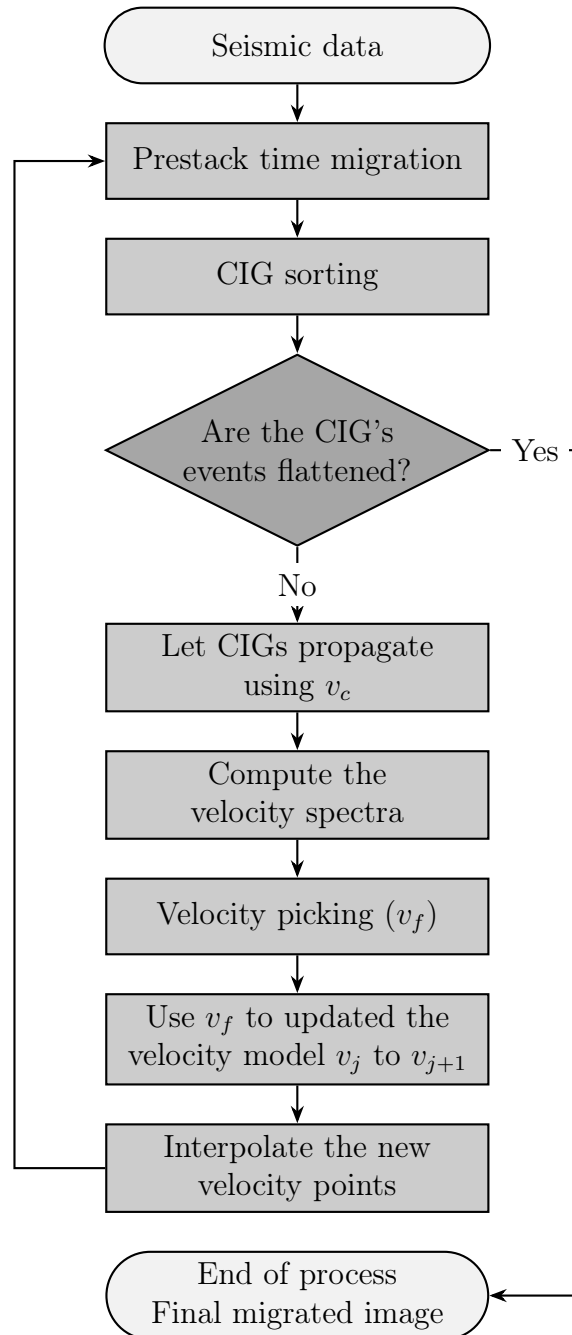 Seismic data
Prestack time migration
CIG sorting
Are the CIG's
events flattened?
Yes
No
Let CIGs propagate
using v_c
Compute the
velocity spectra
Velocity picking (v_f)
Use v_f to updated the
velocity model v_j to v_{j+1}
Interpolate the new
velocity points
End of process
Final migrated image